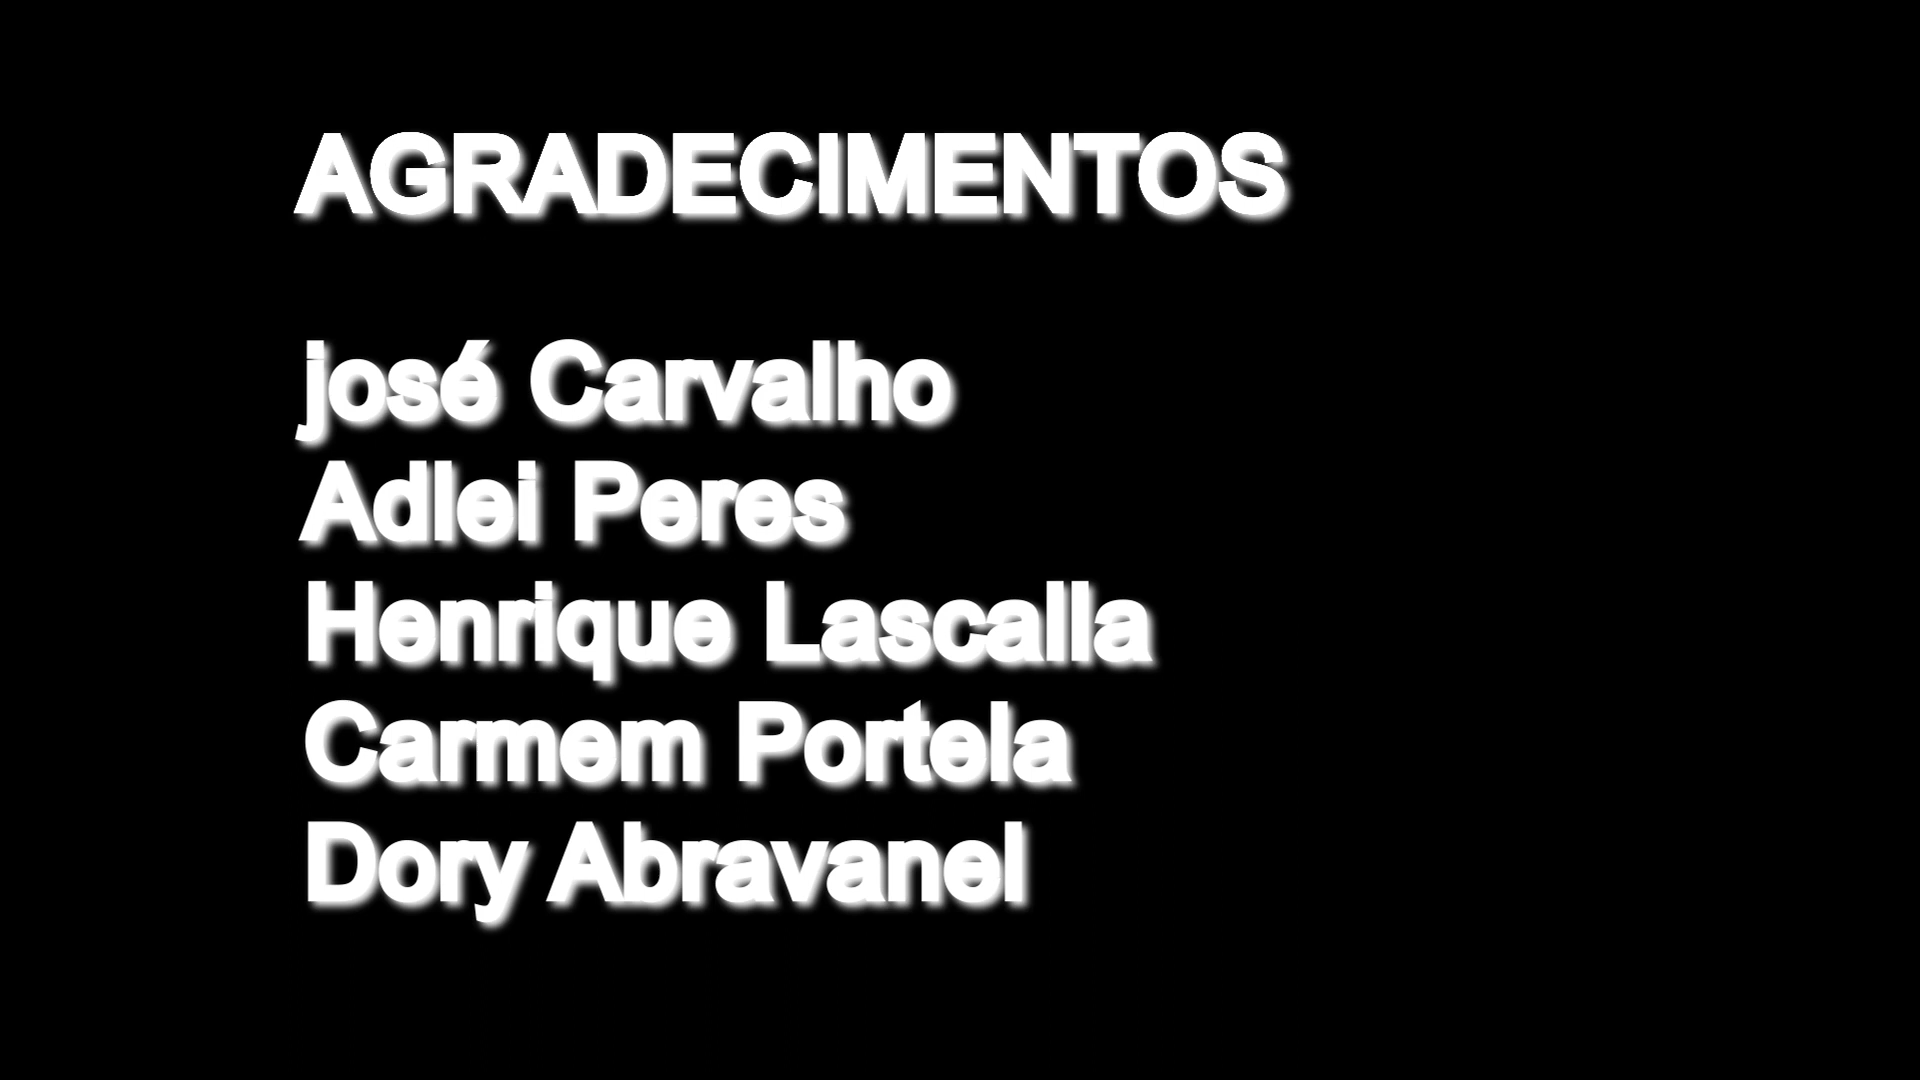 AGRADECIMENTOS
josé Carvalho
Adlei Peres
Henrique Lascalla
Carmem Portela
Dory Abravanel